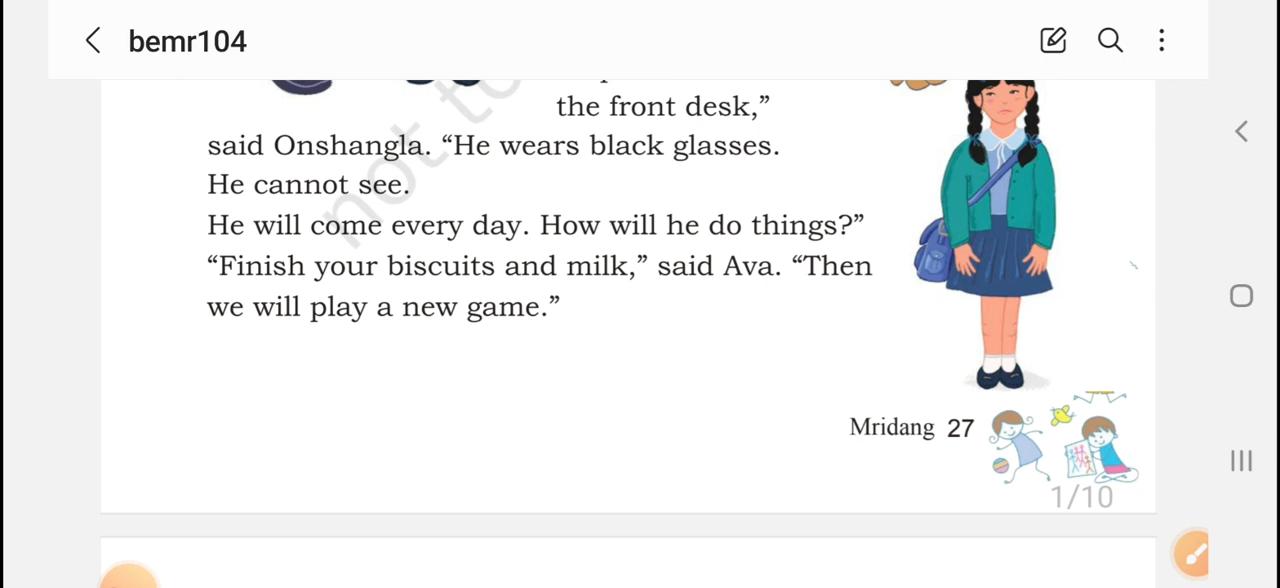 bemr104
the front desk,”
said Onshangla. “He wears black glasses.
He cannot see.
He will come every day. How will he do things?”
“Finish your biscuits and milk,” said Ava. “Then
we will play a new game.”
Mridang 27
1/10
not to